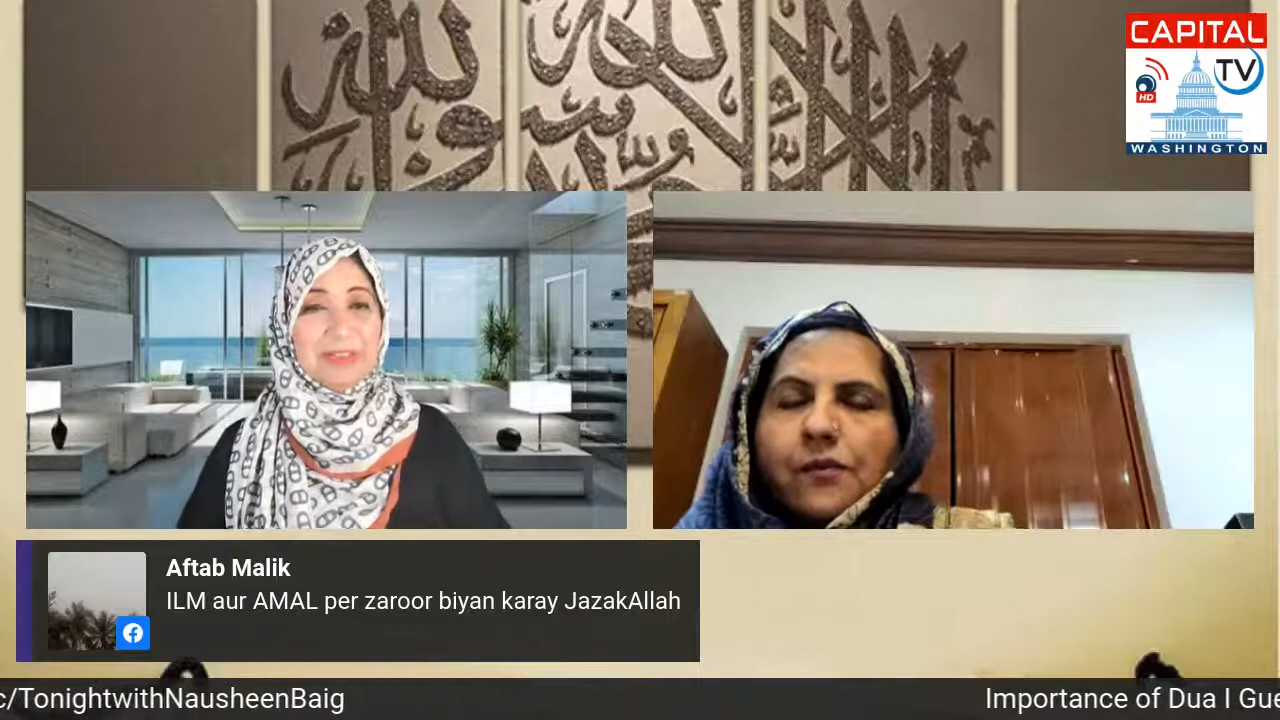 CAPITAL
TV
HD
WASHINGTON
Aftab Malik
ILM aur AMAL per zaroor biyan karay JazakAllah
c/TonightwithNausheenBaig
Importance of Dua I Gue